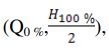 (Q₀ %, H₁₀₀ %/2),